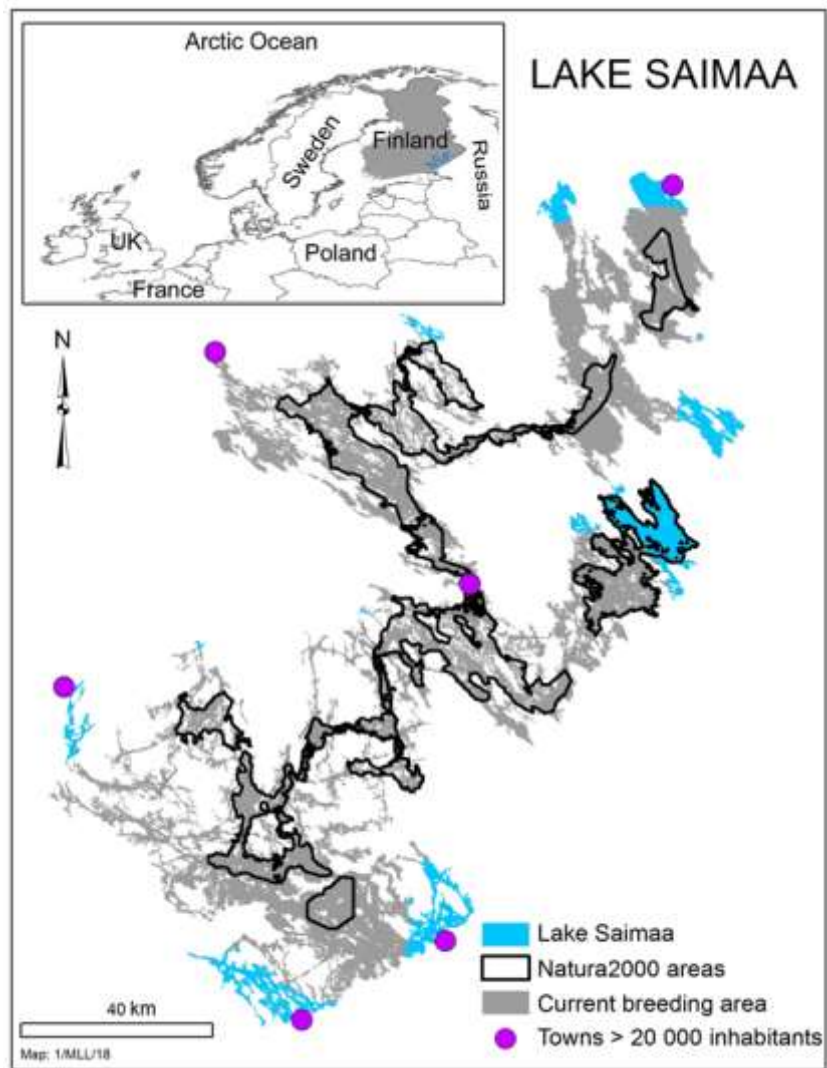 Arctic Ocean
LAKE SAIMAA
Finland
Sweden
Russia
UK
Poland
France
N
Lake Saimaa
Natura2000 areas
Current breeding area
Towns > 20 000 inhabitants
40 km
Map: 1/MLL/18